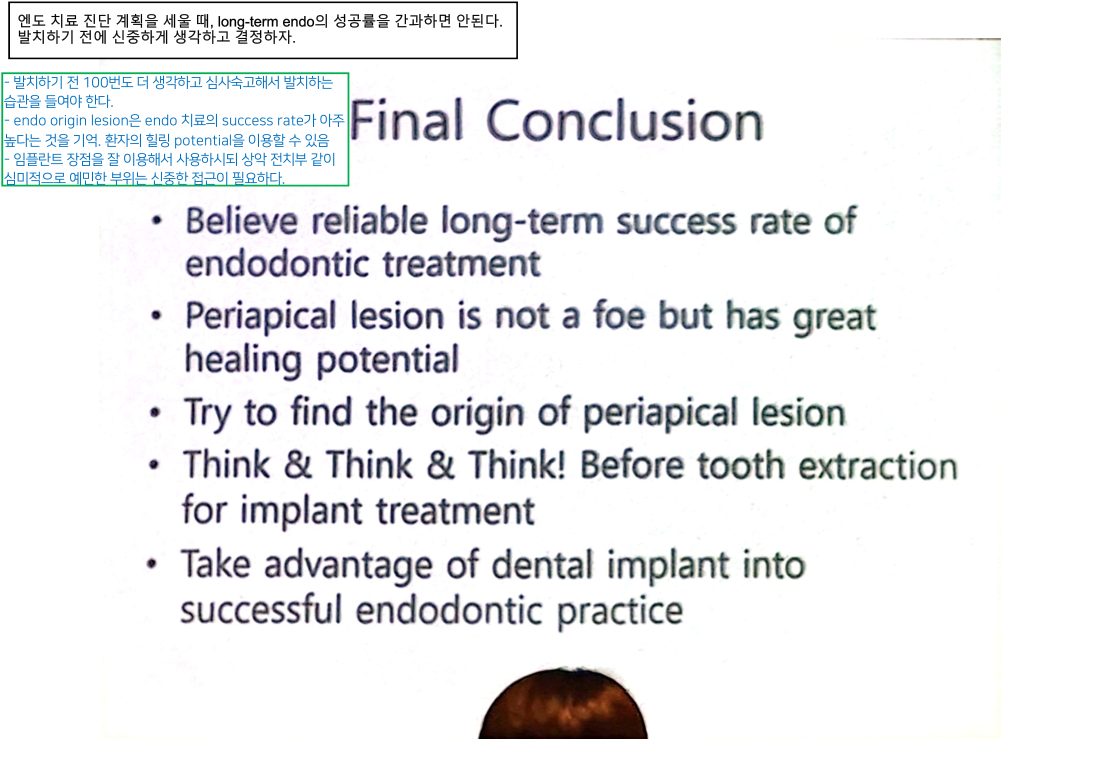 엔도 치료 진단 계획을 세울 때, long-term endo의 성공률을 간과하면 안된다.
발치하기 전에 신중하게 생각하고 결정하자.
- 발치하기 전 100번도 더 생각하고 심사숙고해서 발치하는
습관을 들여야 한다.
- endo origin lesion은 endo 치료의 success rate가 아주
높다는 것을 기억. 환자의 힐링 potential을 이용할 수 있음
- 임플란트 장점을 잘 이용해서 사용하시되 상악 전치부 같이
심미적으로 예민한 부위는 신중한 접근이 필요하다.
Final Conclusion
• Believe reliable long-term success rate of
endodontic treatment
• Periapical lesion is not a foe but has great
healing potential
• Try to find the origin of periapical lesion
• Think & Think & Think! Before tooth extraction
for implant treatment
• Take advantage of dental implant into
successful endodontic practice